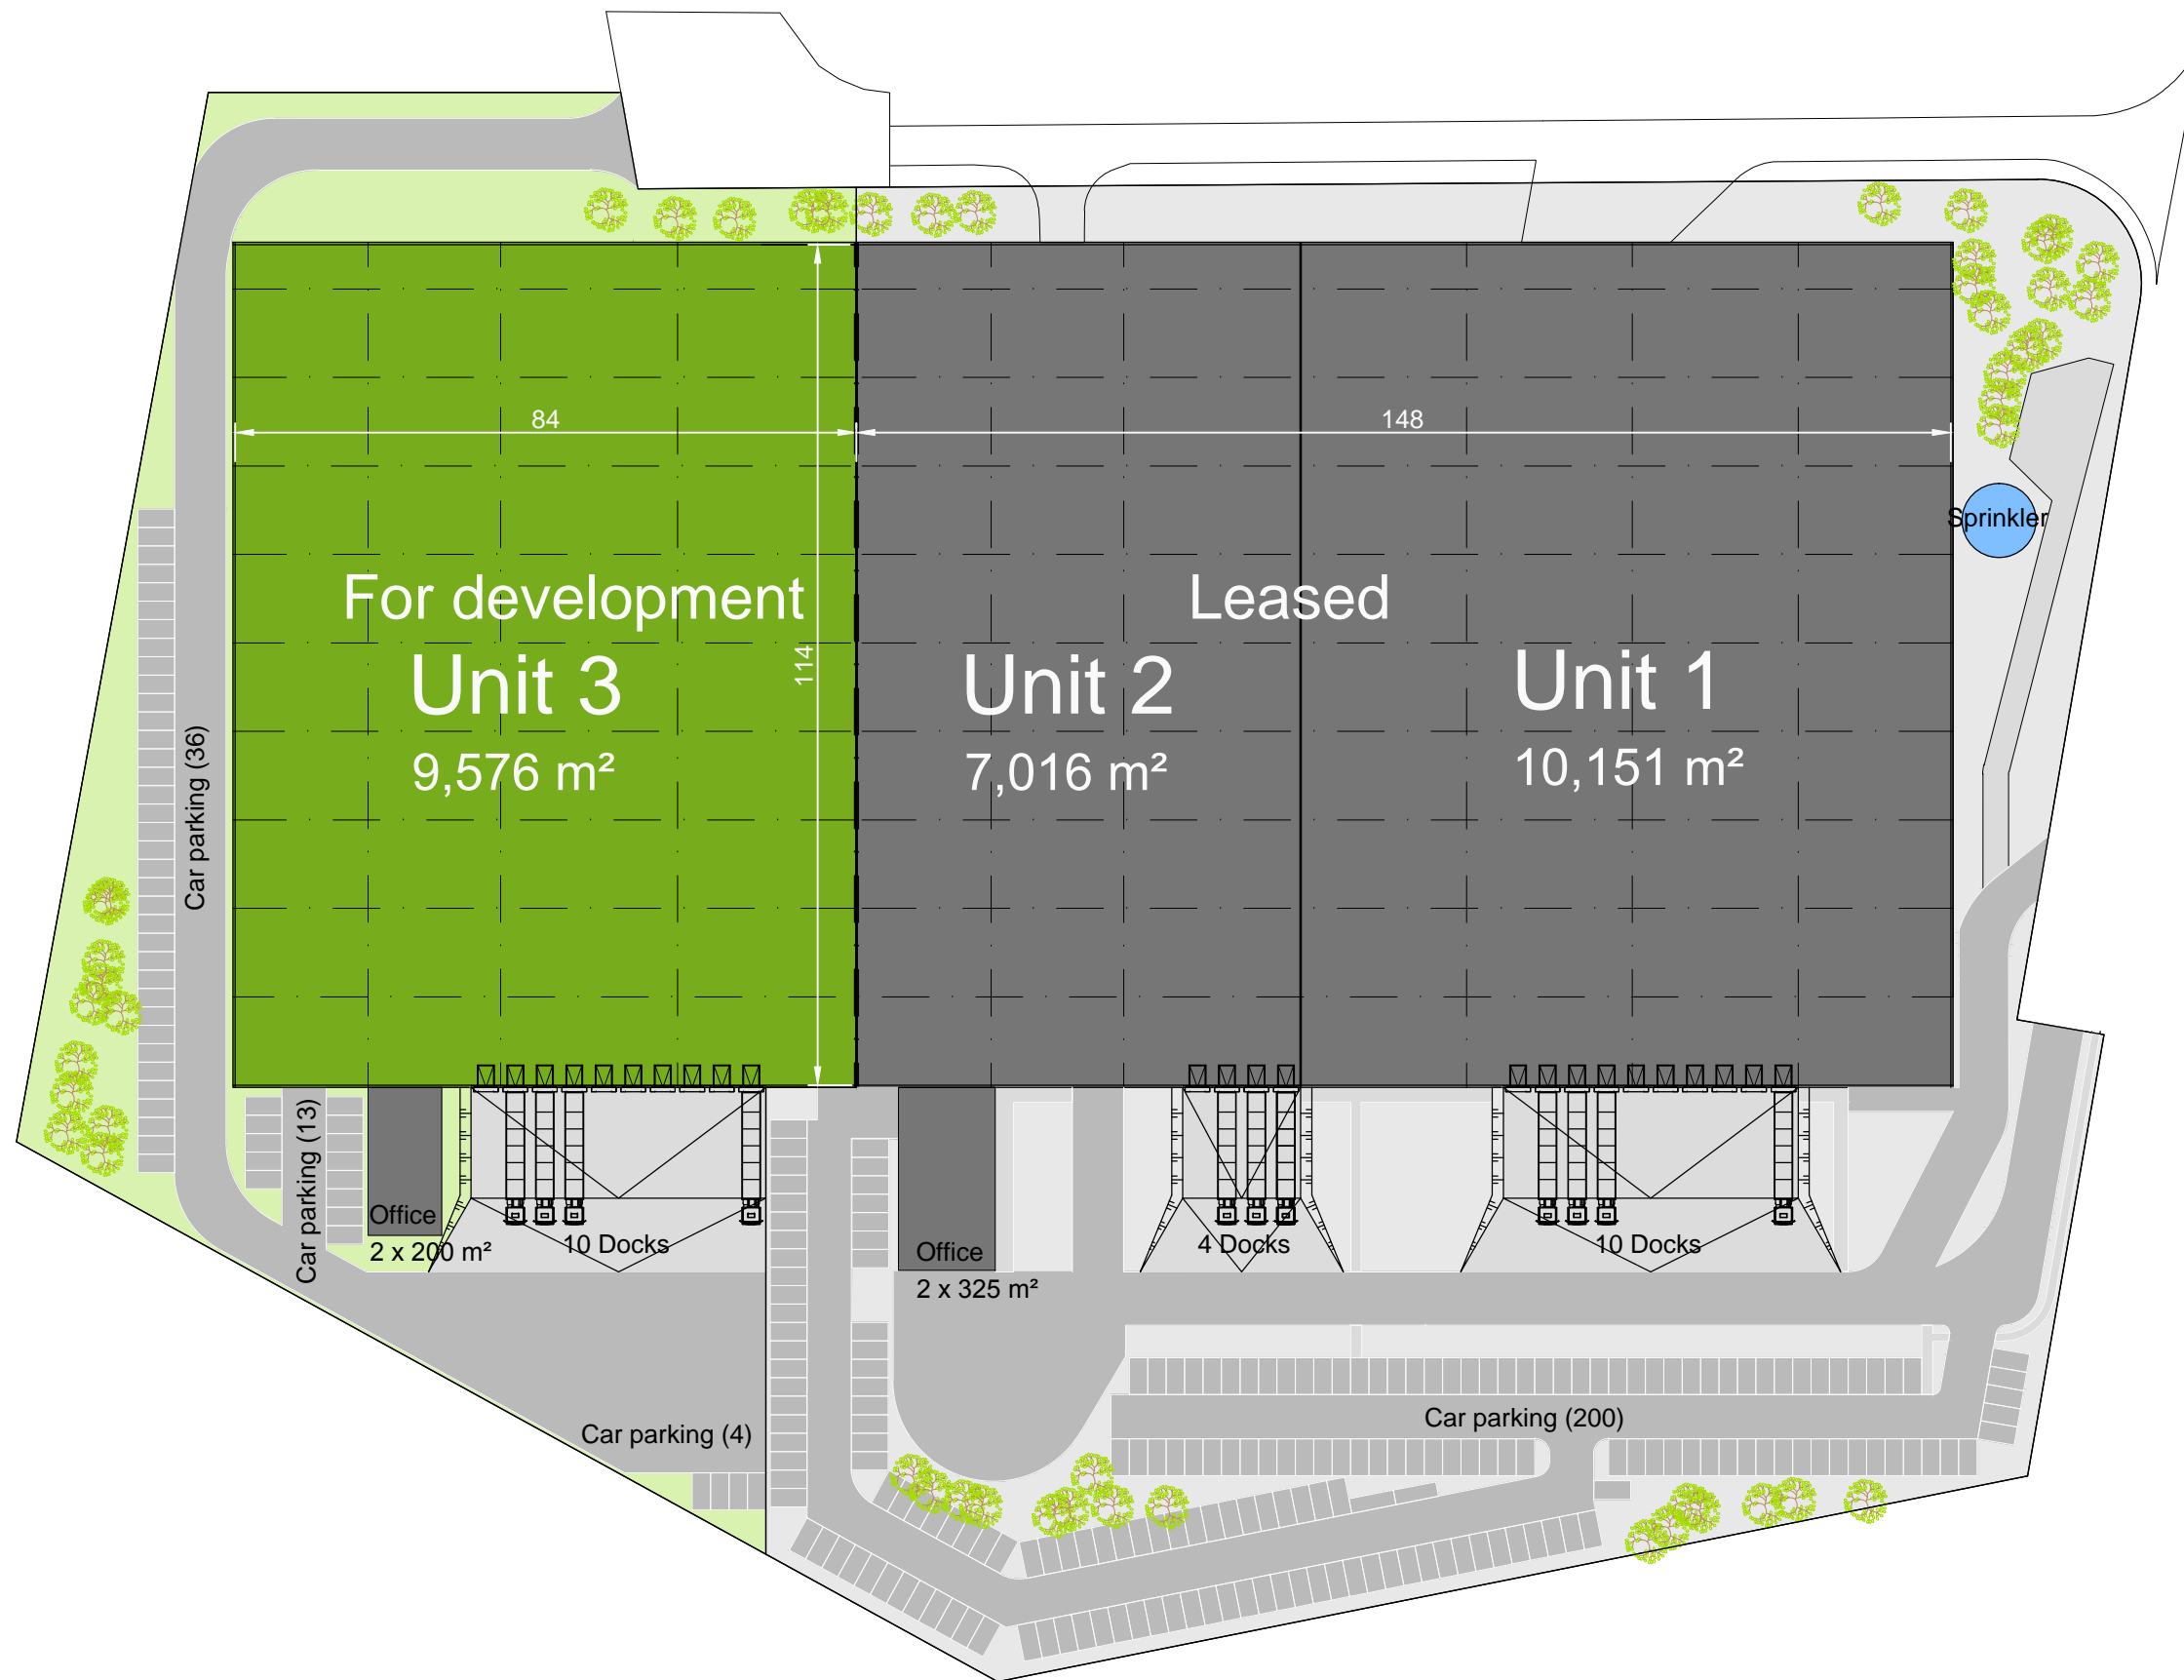 84
148
Sprinkler
For development
Leased
114
Unit 3
Unit 2
Unit 1
9,576 m²
7,016 m²
10,151 m²
Car parking (36)
Car parking (13)
Office
2 x 200 m²
10 Docks
Office
2 x 325 m²
4 Docks
10 Docks
Car parking (4)
Car parking (200)